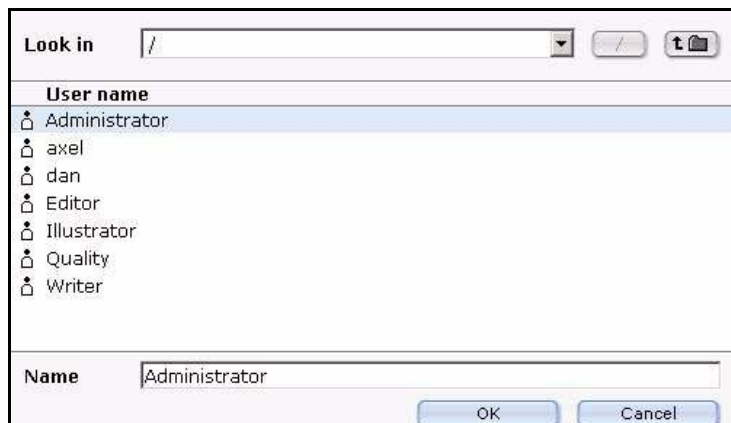 Look in / /
User name
Administrator
axel
dan
Editor
Illustrator
Quality
Writer
Name Administrator
OK Cancel